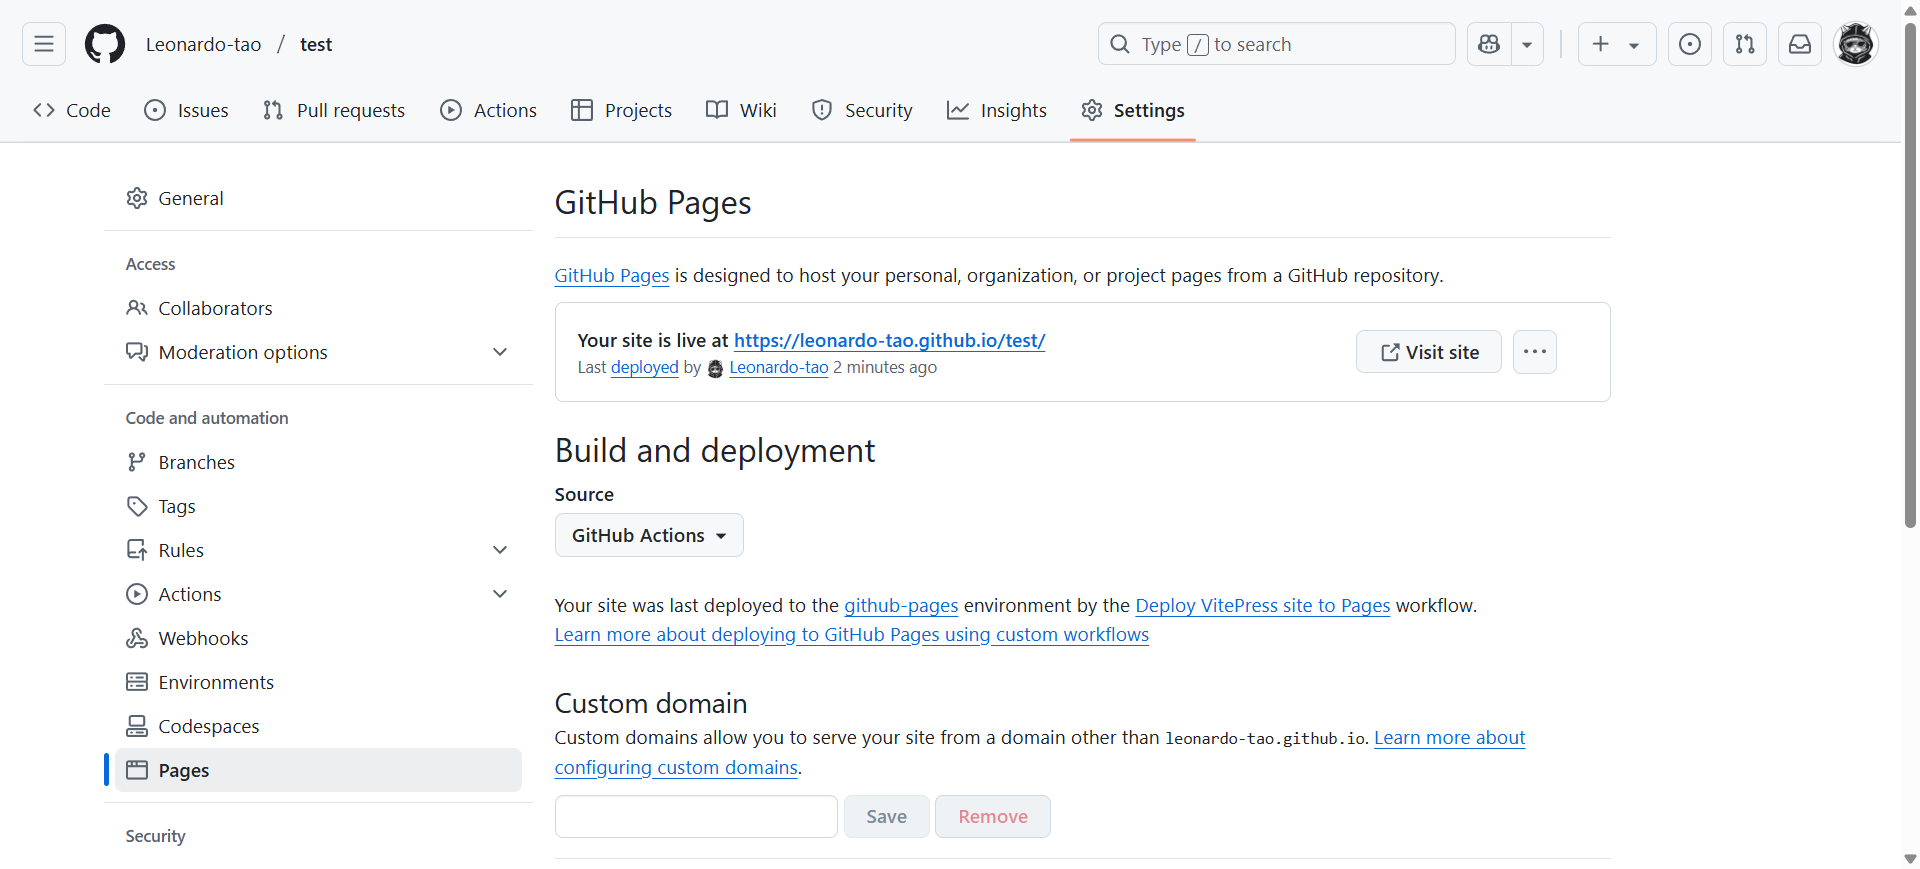 Leonardo-tao / test
Type / to search
Code
Issues
Pull requests
Actions
Projects
Wiki
Security
Insights
Settings
General
Access
Collaborators
Moderation options
Code and automation
Branches
Tags
Rules
Actions
Webhooks
Environments
Codespaces
Pages
Security
GitHub Pages
GitHub Pages is designed to host your personal, organization, or project pages from a GitHub repository.
Your site is live at https://leonardo-tao.github.io/test/
Last deployed by Leonardo-tao 2 minutes ago
Visit site
Build and deployment
Source
GitHub Actions
Your site was last deployed to the github-pages environment by the Deploy VitePress site to Pages workflow.
Learn more about deploying to GitHub Pages using custom workflows
Custom domain
Custom domains allow you to serve your site from a domain other than leonardo-tao.github.io. Learn more about
configuring custom domains.
Save
Remove